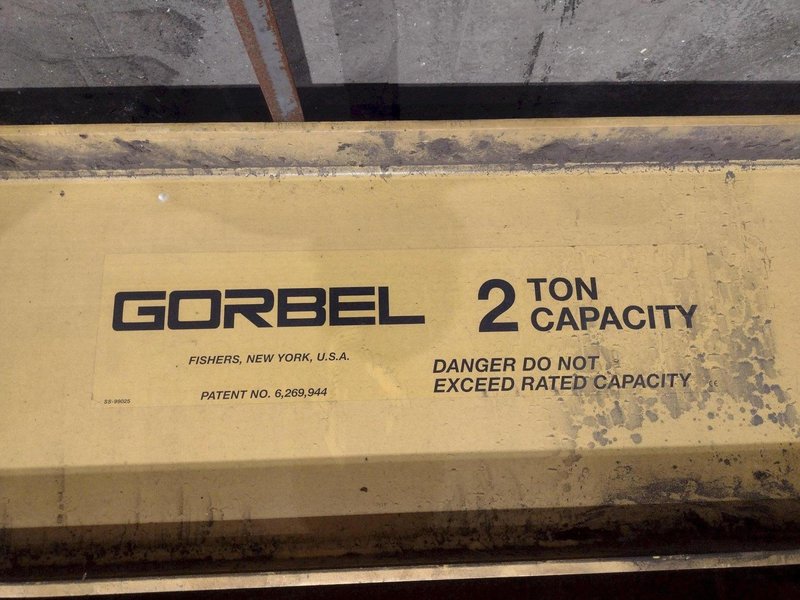 GORBEL
2 TON
CAPACITY
FISHERS, NEW YORK, U.S.A.
DANGER DO NOT
EXCEED RATED CAPACITY
PATENT NO. 6,269,944
SS-99025
CE